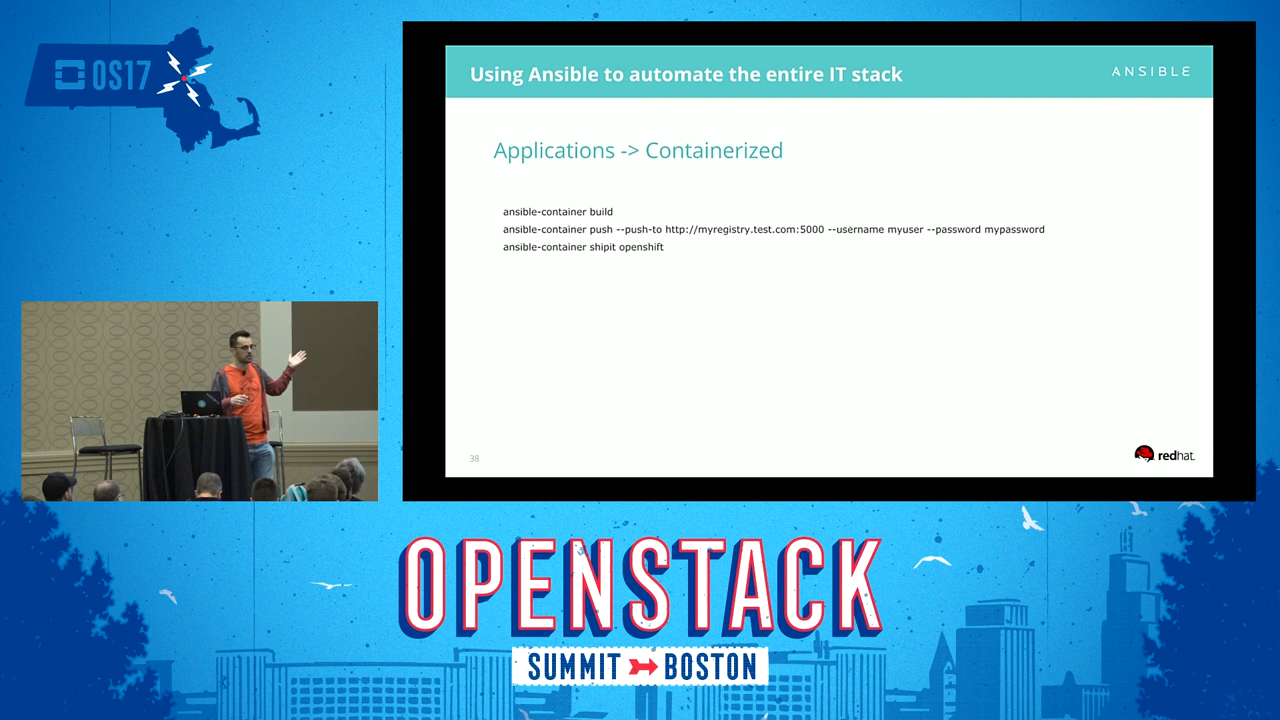 OS17
Using Ansible to automate the entire IT stack
ANSIBLE
Applications -> Containerized
ansible-container build
ansible-container push --push-to http://myregistry.test.com:5000 --username myuser --password mypassword
ansible-container shipit openshift
38
redhat.
OPENSTACK
SUMMIT BOSTON